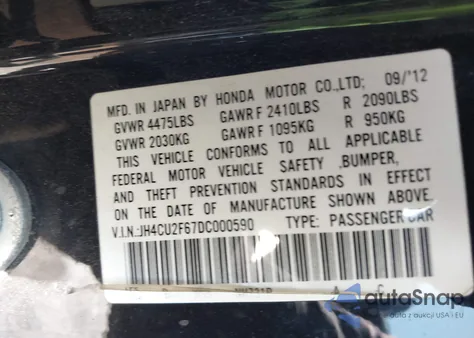 MFD. IN JAPAN BY HONDA MOTOR CO.,LTD; 09/'12
GVWR 4475LBS GAWR F 2410LBS R 2090LBS
GVWR 2030KG GAWR F 1095KG R 950KG
THIS VEHICLE CONFORMS TO ALL APPLICABLE
FEDERAL MOTOR VEHICLE SAFETY ,BUMPER,
AND THEFT PREVENTION STANDARDS IN EFFECT
ON THE DATE OF MANUFACTURE SHOWN ABOVE.
V.I.N.:JH4CU2F67DC000590 TYPE: PASSENGER CAR
autoSnap